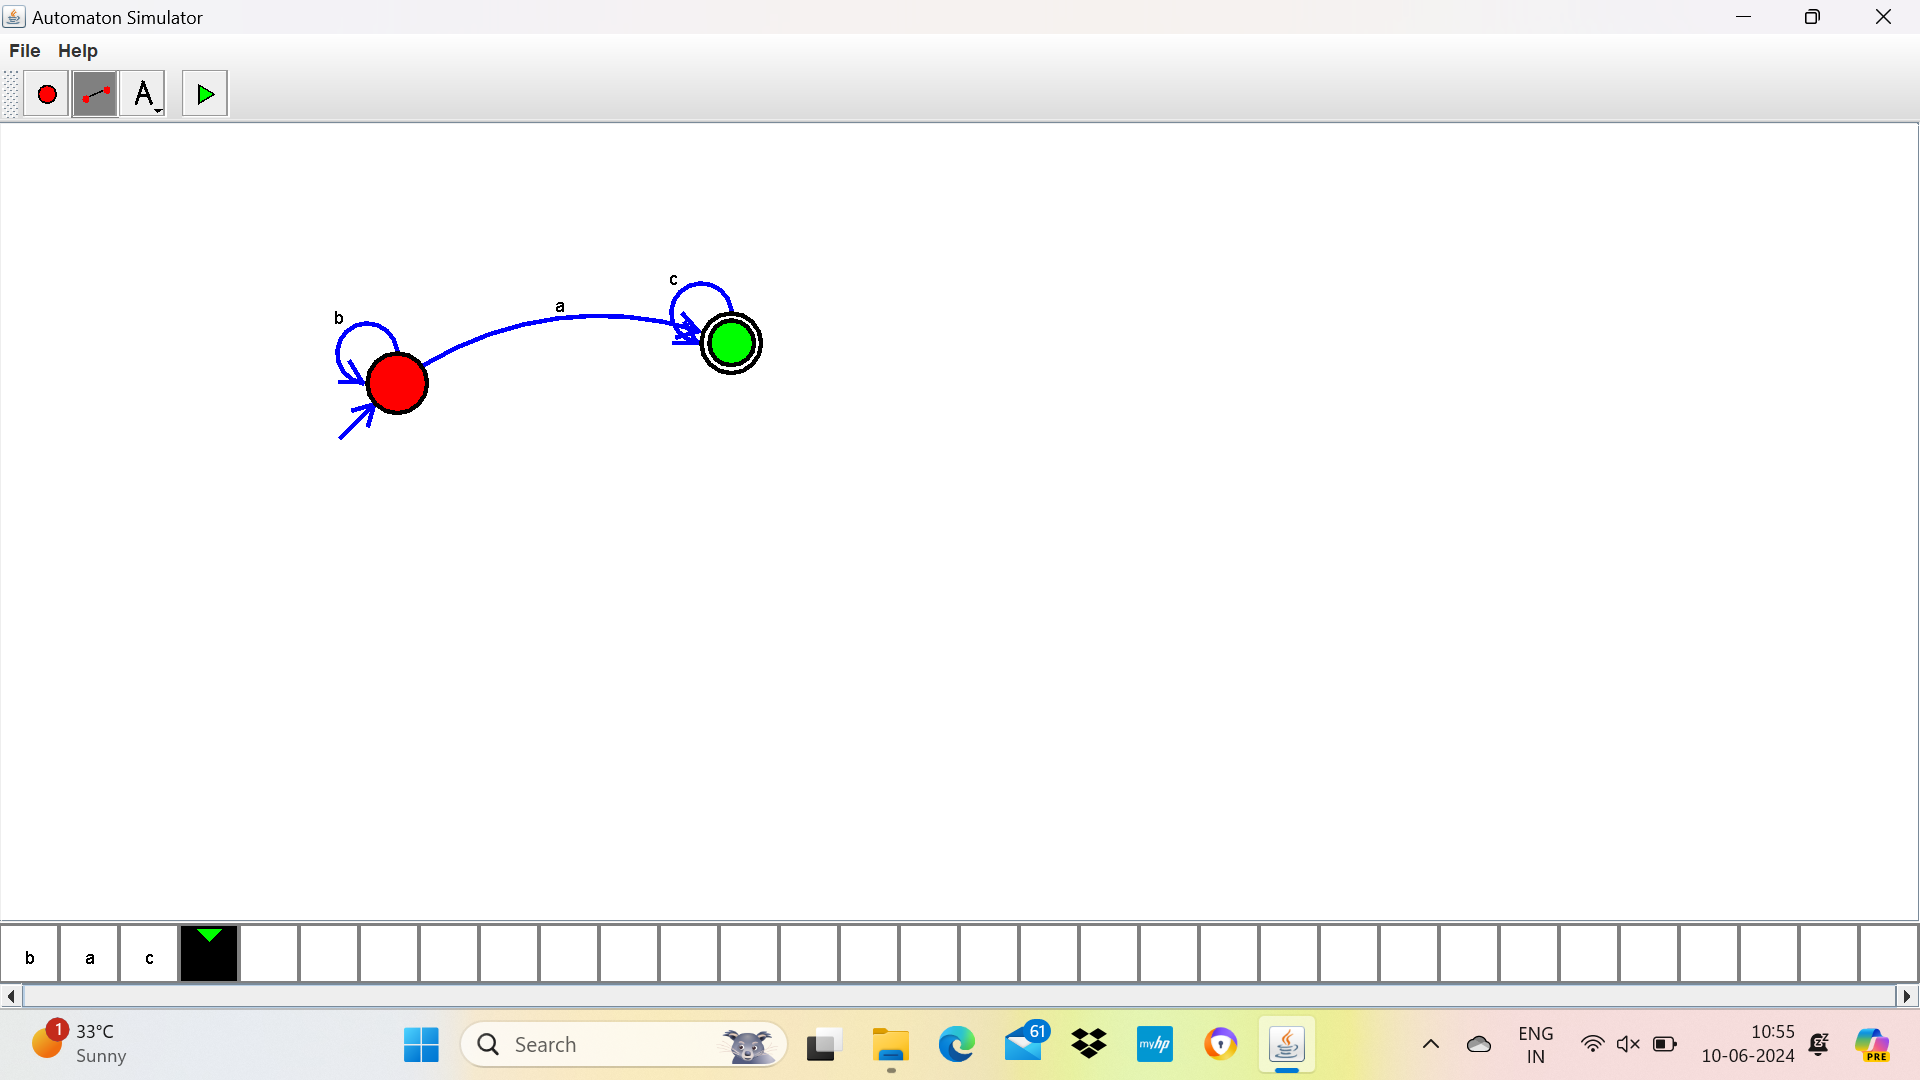 Automaton Simulator
File Help
A
c
a
b
b a c
1
33°C
Sunny
Search
61
myhp
ENG
IN
10:55
10-06-2024
PRE